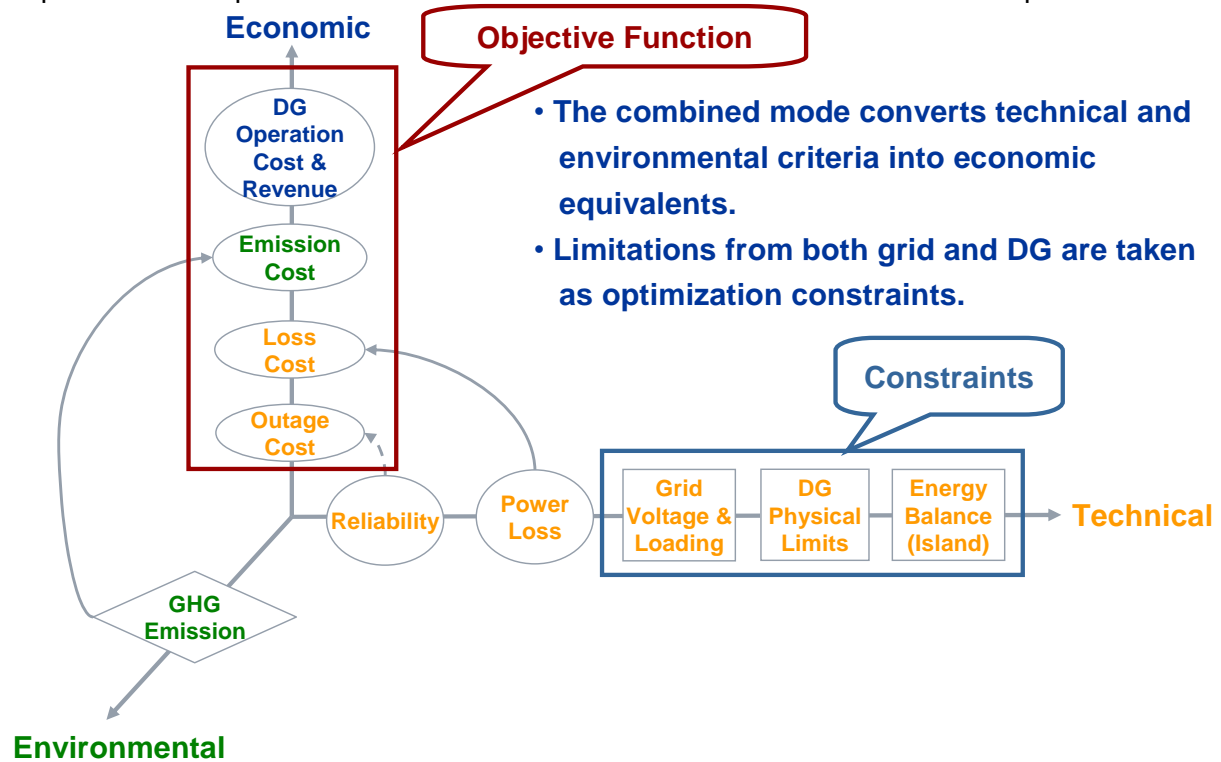 Economic
Objective Function
DG
Operation
Cost &
Revenue
• The combined mode converts technical and
environmental criteria into economic
equivalents.
• Limitations from both grid and DG are taken
as optimization constraints.
Emission
Cost
Loss
Cost
Outage
Cost
Constraints
Reliability
Power
Loss
Grid
Voltage &
Loading
DG
Physical
Limits
Energy
Balance
(Island)
Technical
GHG
Emission
Environmental